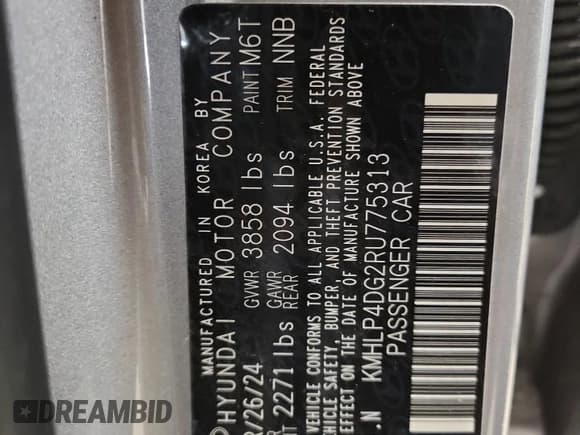 MANUFACTURED IN KOREA BY
HYUNDAI MOTOR COMPANY
/26/24 GVWR 3858 lbs PAINT M6T
2271 lbs GAWR REAR 2094 lbs TRIM NNB
VEHICLE CONFORMS TO ALL APPLICABLE U.S.A. FEDERAL
VEHICLE SAFETY, BUMPER, AND THEFT PREVENTION STANDARDS
EFFECT ON THE DATE OF MANUFACTURE SHOWN ABOVE
.N KMHLP4DG2RU775313
PASSENGER CAR
DREAMBID